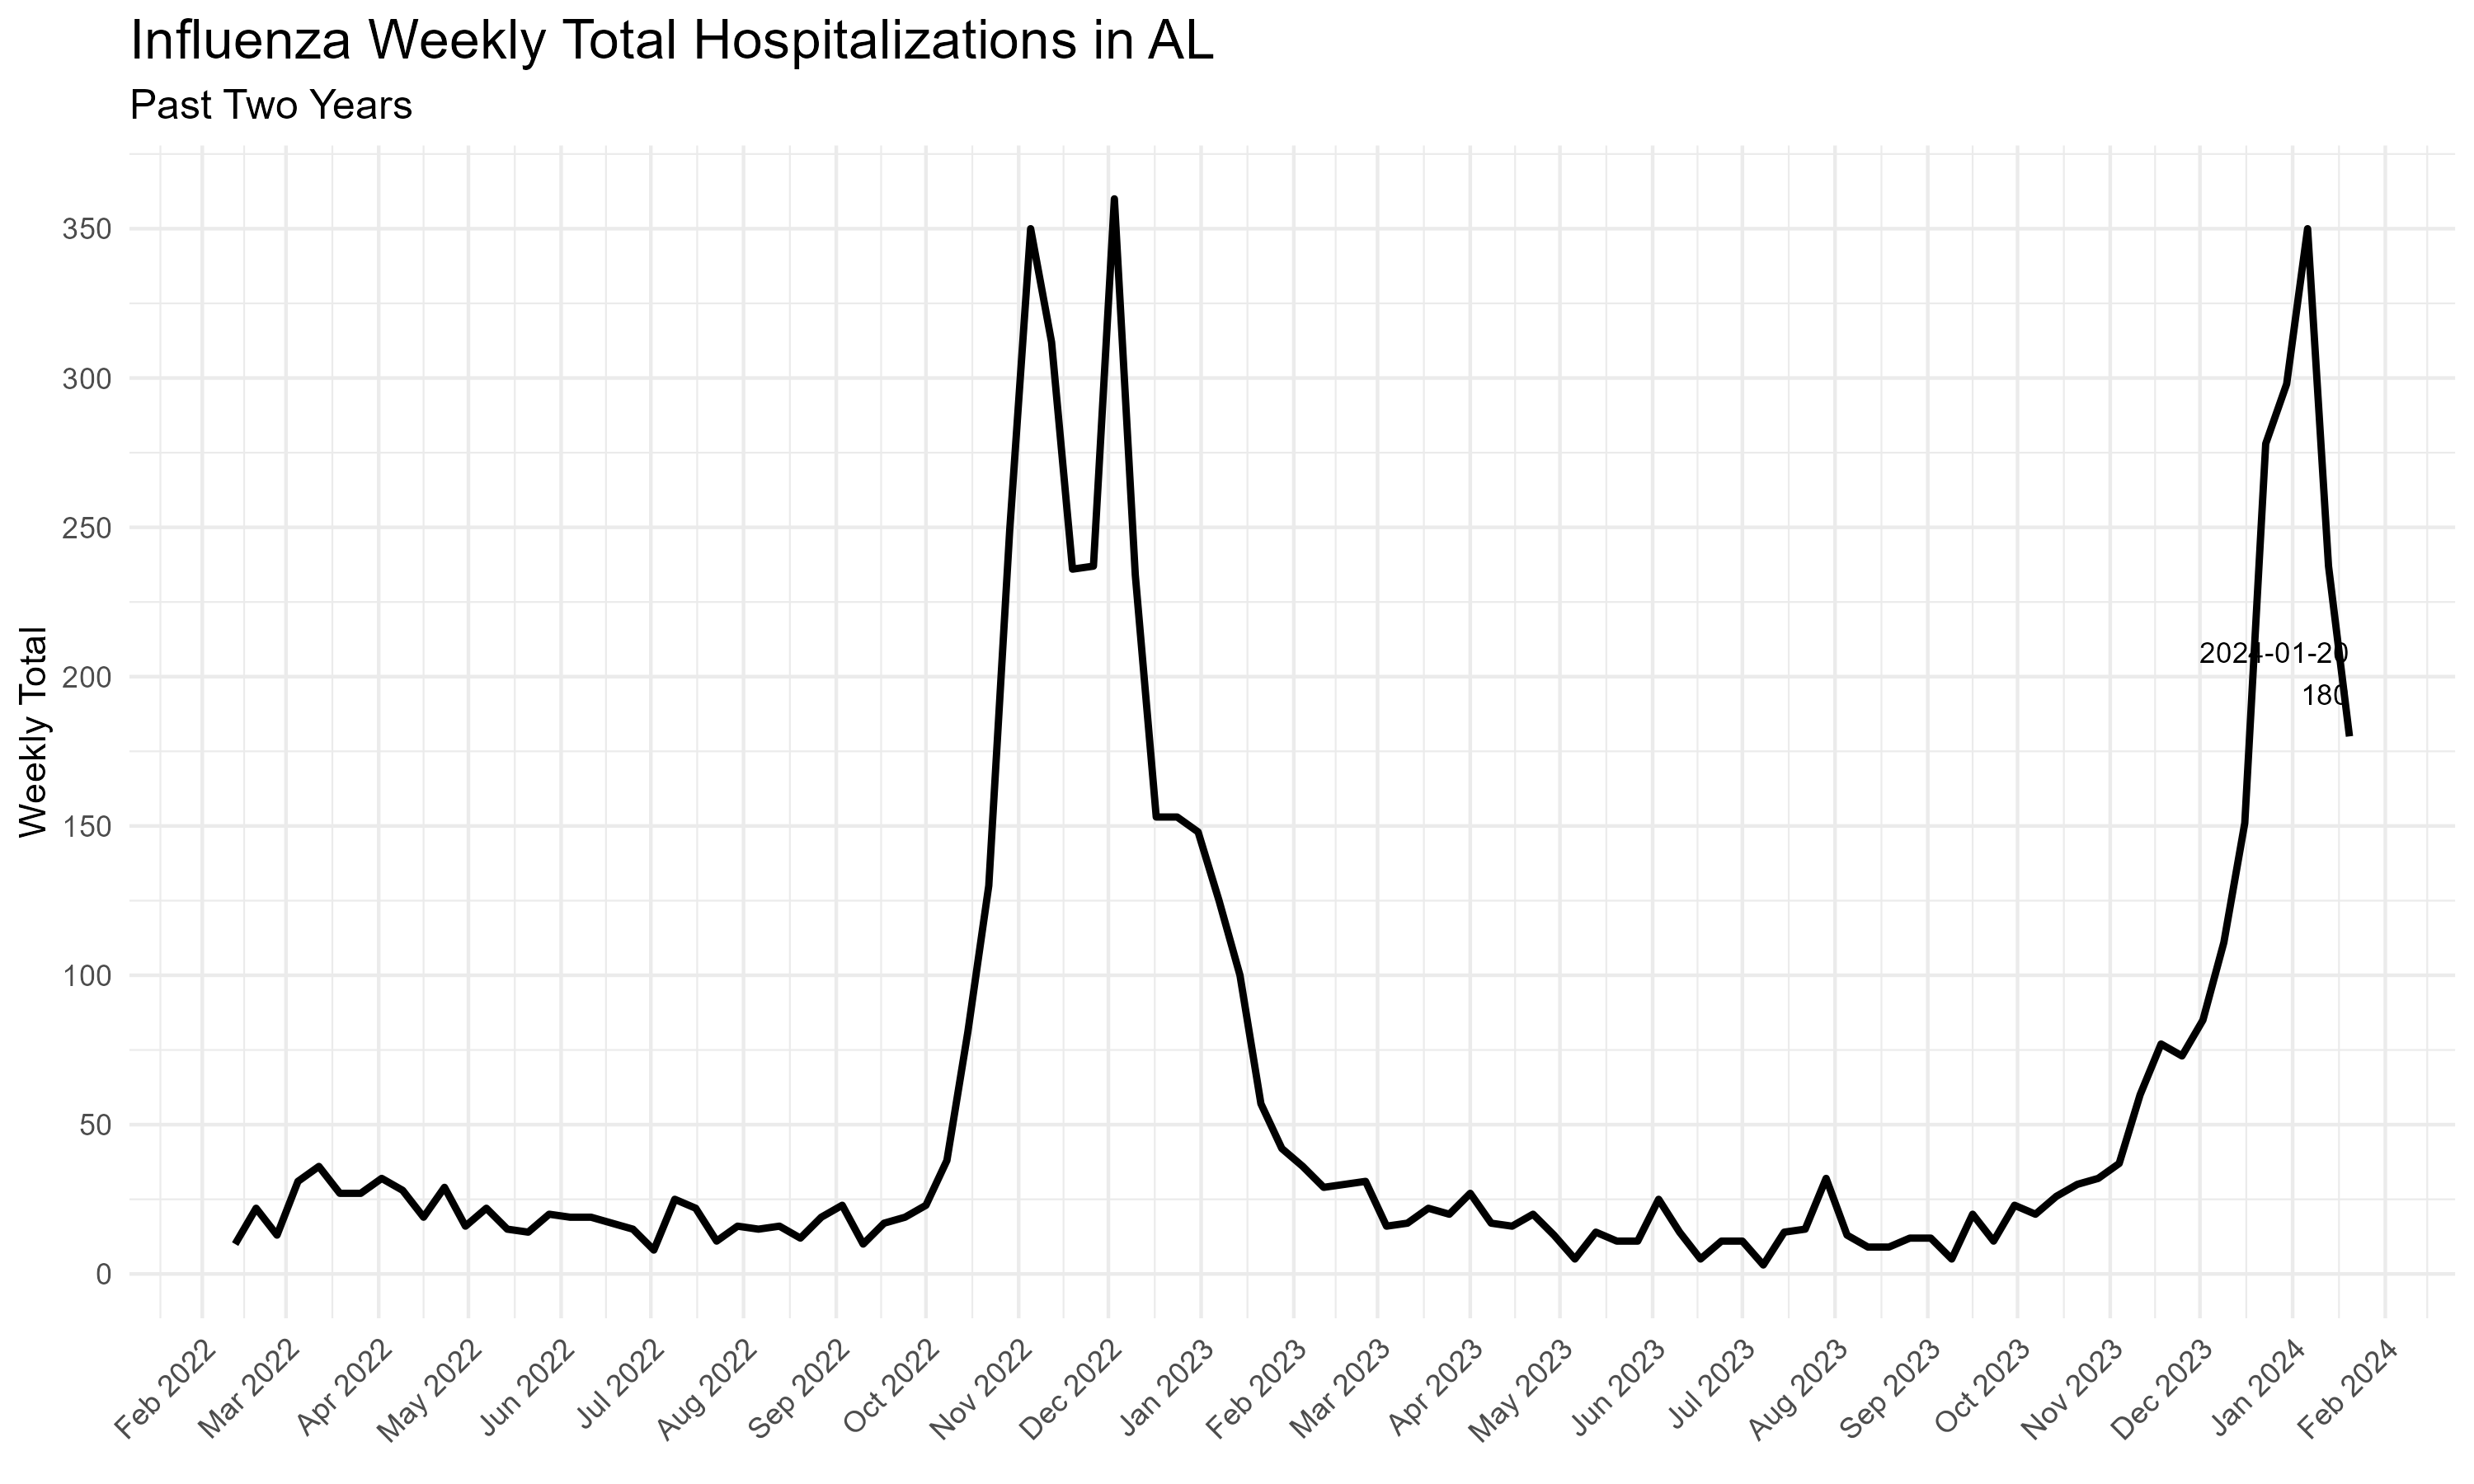 Influenza Weekly Total Hospitalizations in AL
Past Two Years
Weekly Total
350
300
250
200
150
100
50
0
2024-01-20
180
Feb 2022
Mar 2022
Apr 2022
May 2022
Jun 2022
Jul 2022
Aug 2022
Sep 2022
Oct 2022
Nov 2022
Dec 2022
Jan 2023
Feb 2023
Mar 2023
Apr 2023
May 2023
Jun 2023
Jul 2023
Aug 2023
Sep 2023
Oct 2023
Nov 2023
Dec 2023
Jan 2024
Feb 2024